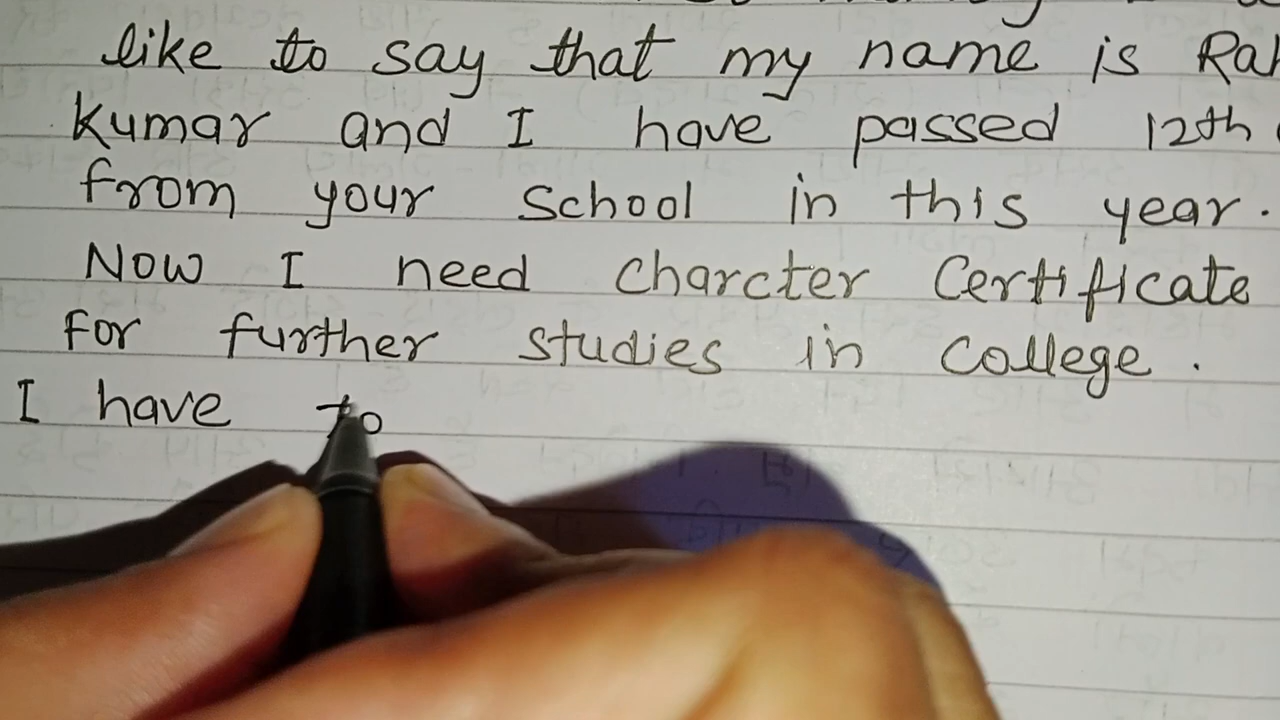 like to say that my name is
Kumar and I have passed 12th
from your school in this year.
Now I need charcter Certificate
For further studies in College.
I have to